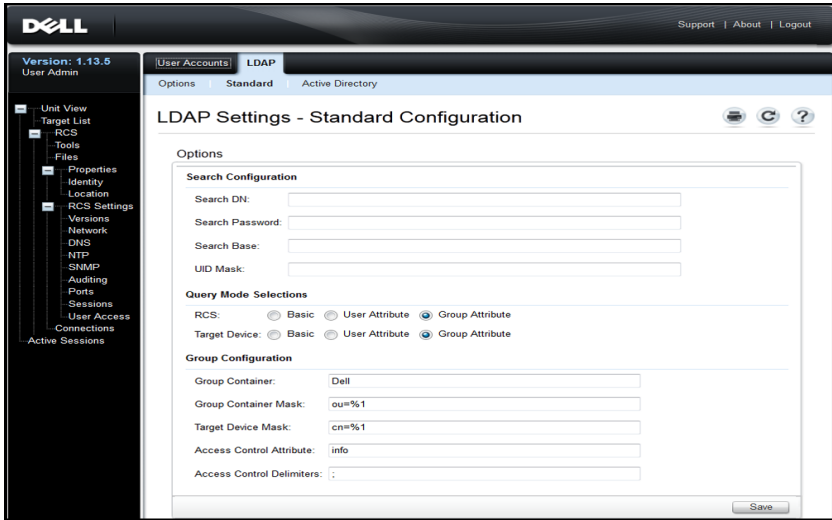 DELL
Support | About | Logout
Version: 1.13.5
User Admin
Unit View
Target List
RCS
Tools
Files
Properties
Identity
Location
RCS Settings
Versions
Network
DNS
NTP
SNMP
Auditing
Ports
Sessions
User Access
Connections
Active Sessions
User Accounts LDAP
Options Standard Active Directory
LDAP Settings - Standard Configuration
?
Options
Search Configuration
Search DN:
Search Password:
Search Base:
UID Mask:
Query Mode Selections
RCS: Basic User Attribute Group Attribute
Target Device: Basic User Attribute Group Attribute
Group Configuration
Group Container: Dell
Group Container Mask: ou=%1
Target Device Mask: cn=%1
Access Control Attribute: info
Access Control Delimiters: ;
Save